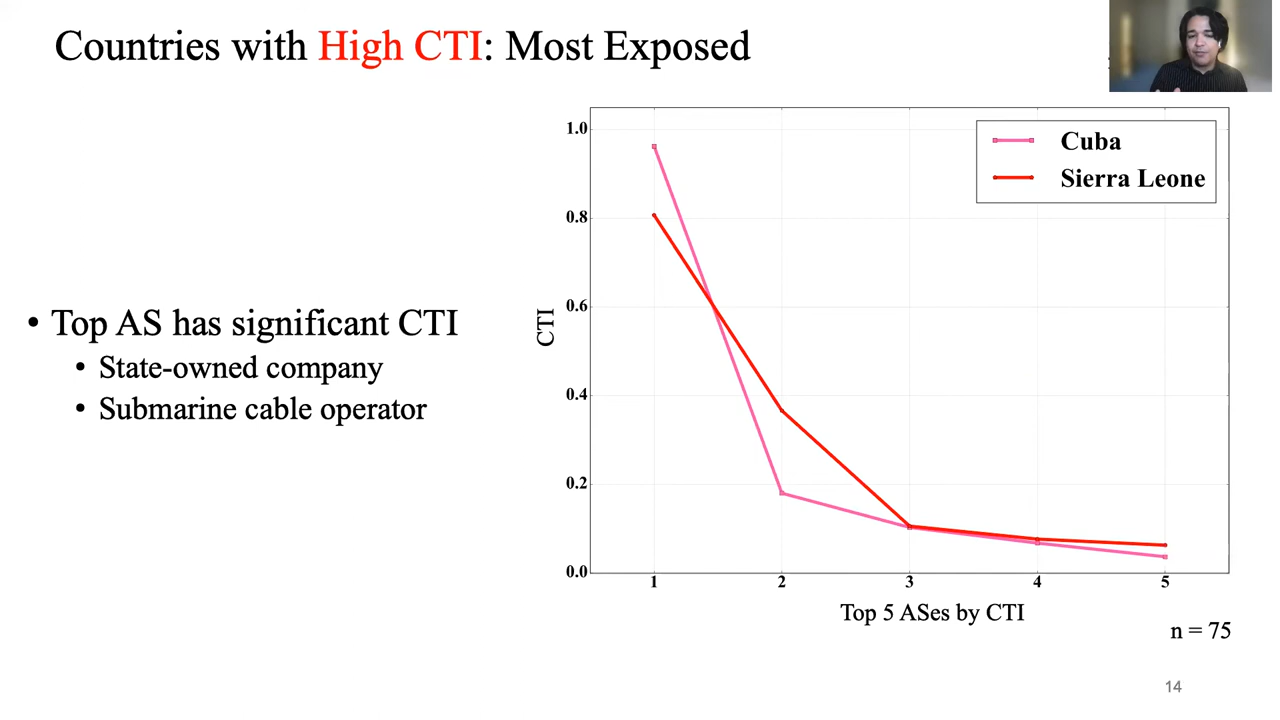 Countries with High CTI: Most Exposed
• Top AS has significant CTI
• State-owned company
• Submarine cable operator
Cuba
Sierra Leone
CTI
1.0
0.8
0.6
0.4
0.2
0.0
1 2 3 4 5
Top 5 ASes by CTI
n = 75
14